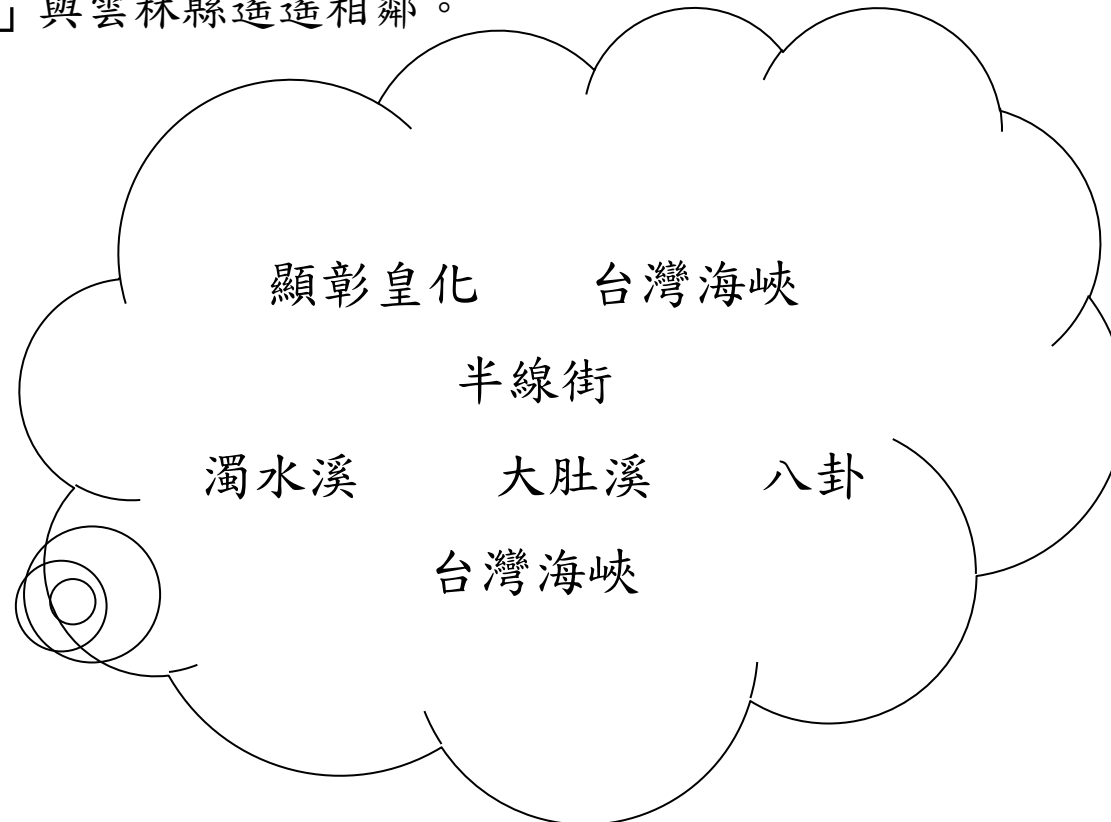 」與雲林縣遙遙相鄰。
顯彰皇化 台灣海峽
半線街
濁水溪 大肚溪 八卦
台灣海峽